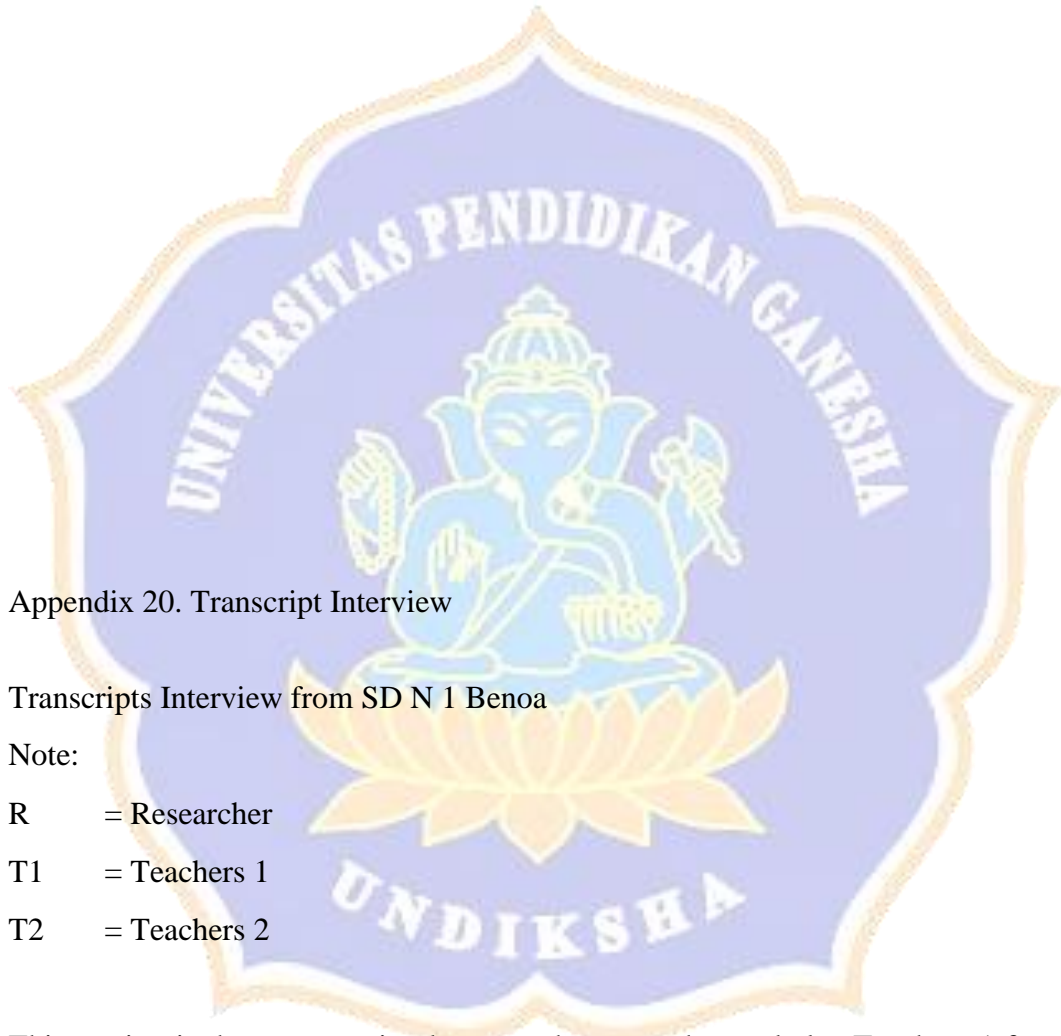 UNIVERSITAS PENDIDIKAN GANESHA
Appendix 20. Transcript Interview
Transcripts Interview from SD N 1 Benoa
Note:
R = Researcher
T1 = Teachers 1
T2 = Teachers 2
UNDIKSHA